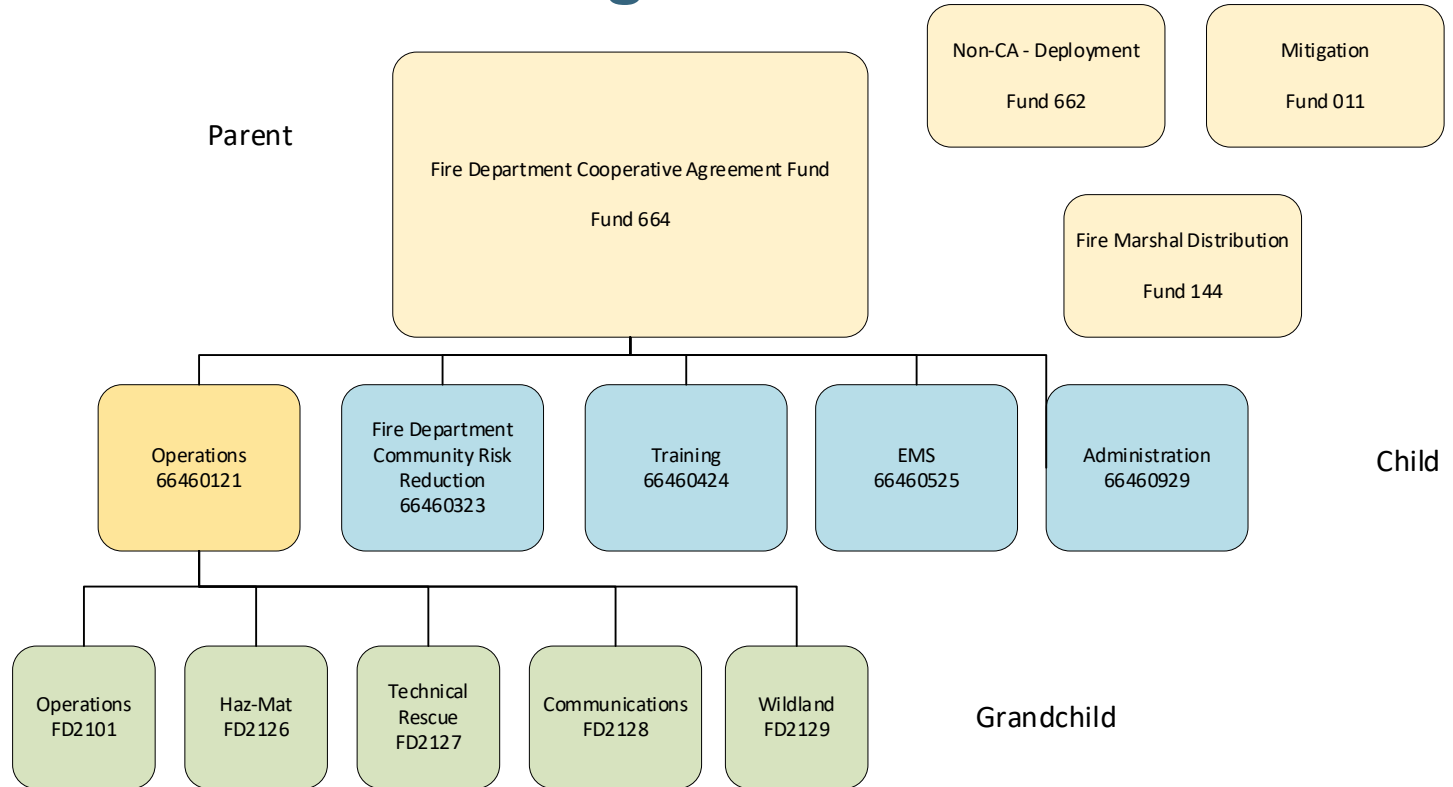 Non-CA - Deployment
Fund 662
Mitigation
Fund 011
Parent
Fire Department Cooperative Agreement Fund
Fund 664
Fire Marshal Distribution
Fund 144
Operations
66460121
Fire Department
Community Risk
Reduction
66460323
Training
66460424
EMS
66460525
Administration
66460929
Child
Operations
FD2101
Haz-Mat
FD2126
Technical
Rescue
FD2127
Communications
FD2128
Wildland
FD2129
Grandchild